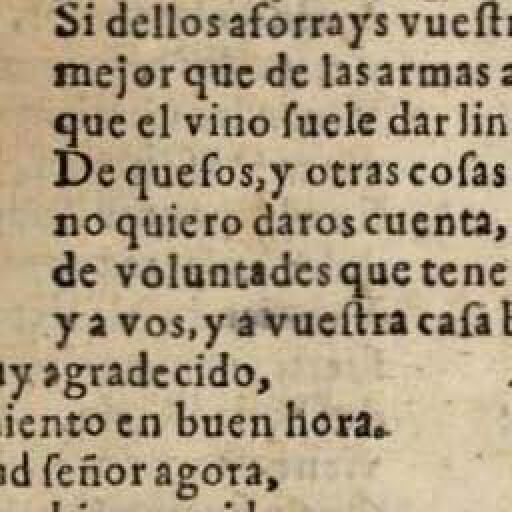 Si dellos aforrays vuest
mejor que de las armas a
que el vino ſuele dar lin
De queſos, y otras coſas
no quiero daros cuenta,
de voluntades que tene
y a vos, y a vueſtra caſa b
uy agradecido,
iento en buen hora.
ad ſeñor agora,